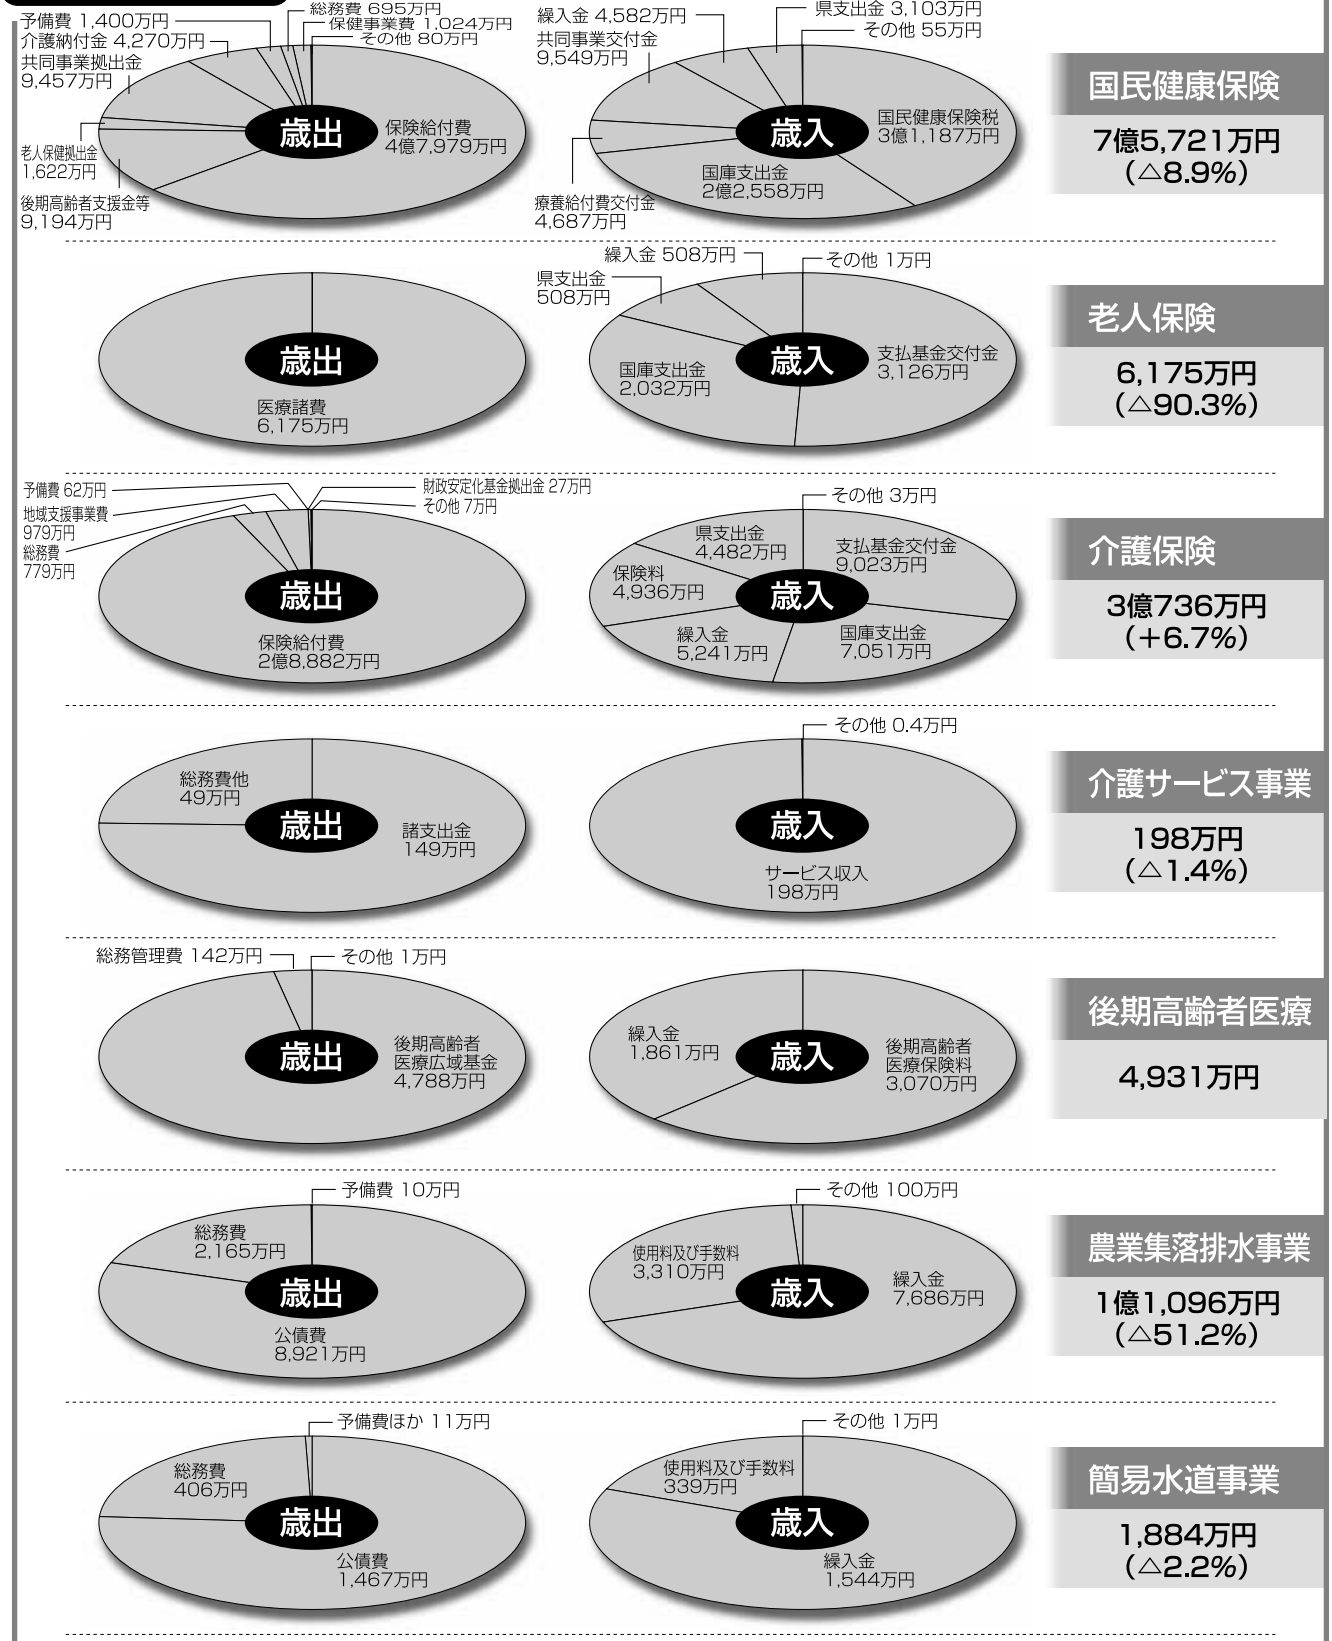 予備費 1,400万円
総務費 695万円
保健事業費 1,024万円
その他 80万円
介護納付金 4,270万円
共同事業拠出金
9,457万円
老人保健拠出金
1,622万円
後期高齢者支援金等
9,194万円
歳出
保険給付費
4億7,979万円
繰入金 4,582万円
県支出金 3,103万円
その他 55万円
共同事業交付金
9,549万円
療養給付費交付金
4,687万円
国庫支出金
2億2,558万円
歳入
国民健康保険税
3億1,187万円
国民健康保険
7億5,721万円
(△8.9%)
歳出
医療諸費
6,175万円
繰入金 508万円
その他 1万円
県支出金
508万円
国庫支出金
2,032万円
歳入
支払基金交付金
3,126万円
老人保険
6,175万円
(△90.3%)
予備費 62万円
地域支援事業費
979万円
総務費
779万円
財政安定化基金拠出金 27万円
その他 7万円
歳出
保険給付費
2億8,882万円
その他 3万円
県支出金
4,482万円
支払基金交付金
9,023万円
保険料
4,936万円
歳入
繰入金
5,241万円
国庫支出金
7,051万円
介護保険
3億736万円
(+6.7%)
総務費他
49万円
歳出
諸支出金
149万円
その他 0.4万円
歳入
サービス収入
198万円
介護サービス事業
198万円
(△1.4%)
総務管理費 142万円
その他 1万円
歳出
後期高齢者
医療広域基金
4,788万円
繰入金
1,861万円
歳入
後期高齢者
医療保険料
3,070万円
後期高齢者医療
4,931万円
予備費 10万円
総務費
2,165万円
歳出
公債費
8,921万円
その他 100万円
使用料及び手数料
3,310万円
歳入
繰入金
7,686万円
農業集落排水事業
1億1,096万円
(△51.2%)
予備費ほか 11万円
総務費
406万円
歳出
公債費
1,467万円
その他 1万円
使用料及び手数料
339万円
歳入
繰入金
1,544万円
簡易水道事業
1,884万円
(△2.2%)